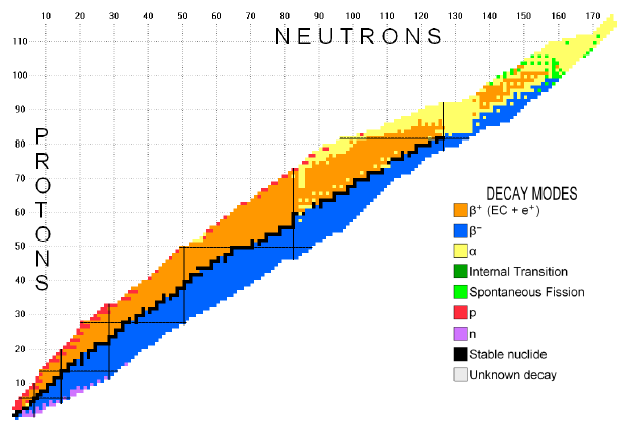 10 20 30 40 50 60 70 80 90 100 110 120 130 140 150 160 170
NEUTRONS
110
100
90
80
70
60
50
40
30
20
10
PROTONS
DECAY MODES
β⁺ (EC + e⁺)
β⁻
α
Internal Transition
Spontaneous Fission
p
n
Stable nuclide
Unknown decay